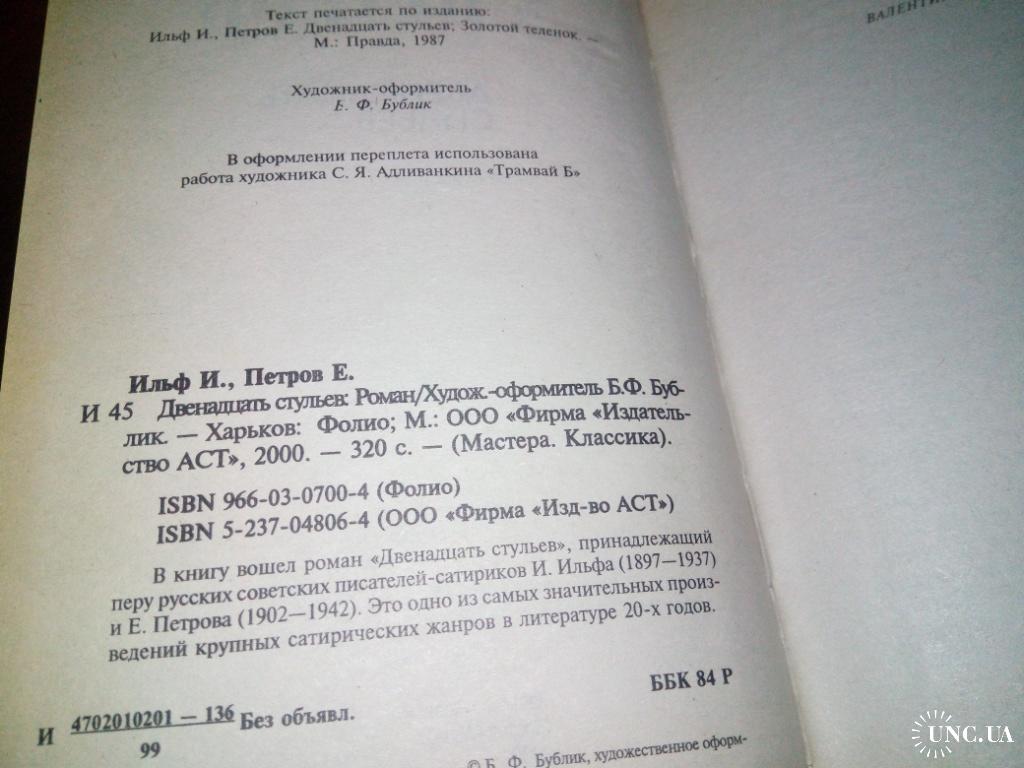 Текст печатается по изданию:
Ильф И., Петров Е. Двенадцать стульев; Золотой теленок. —
М.: Правда, 1987
Художник-оформитель
Б. Ф. Бублик
В оформлении переплета использована
работа художника С. Я. Адливанкина «Трамвай Б»
Ильф И., Петров Е.
И 45 Двенадцать стульев: Роман/Худож.-оформитель Б.Ф. Буб-
лик. — Харьков: Фолио; М.: ООО «Фирма «Издатель-
ство АСТ», 2000. — 320 с. — (Мастера. Классика).
ISBN 966-03-0700-4 (Фолио)
ISBN 5-237-04806-4 (ООО «Фирма «Изд-во АСТ»)
В книгу вошел роман «Двенадцать стульев», принадлежащий
перу русских советских писателей-сатириков И. Ильфа (1897—1937)
и Е. Петрова (1902—1942). Это одно из самых значительных произ-
ведений крупных сатирических жанров в литературе 20-х годов.
ББК 84 Р
И 4702010201 — 136 Без объявл.
99
© Б. Ф. Бублик, художественное оформ-
ВАЛЕНТИ
UNC.UA